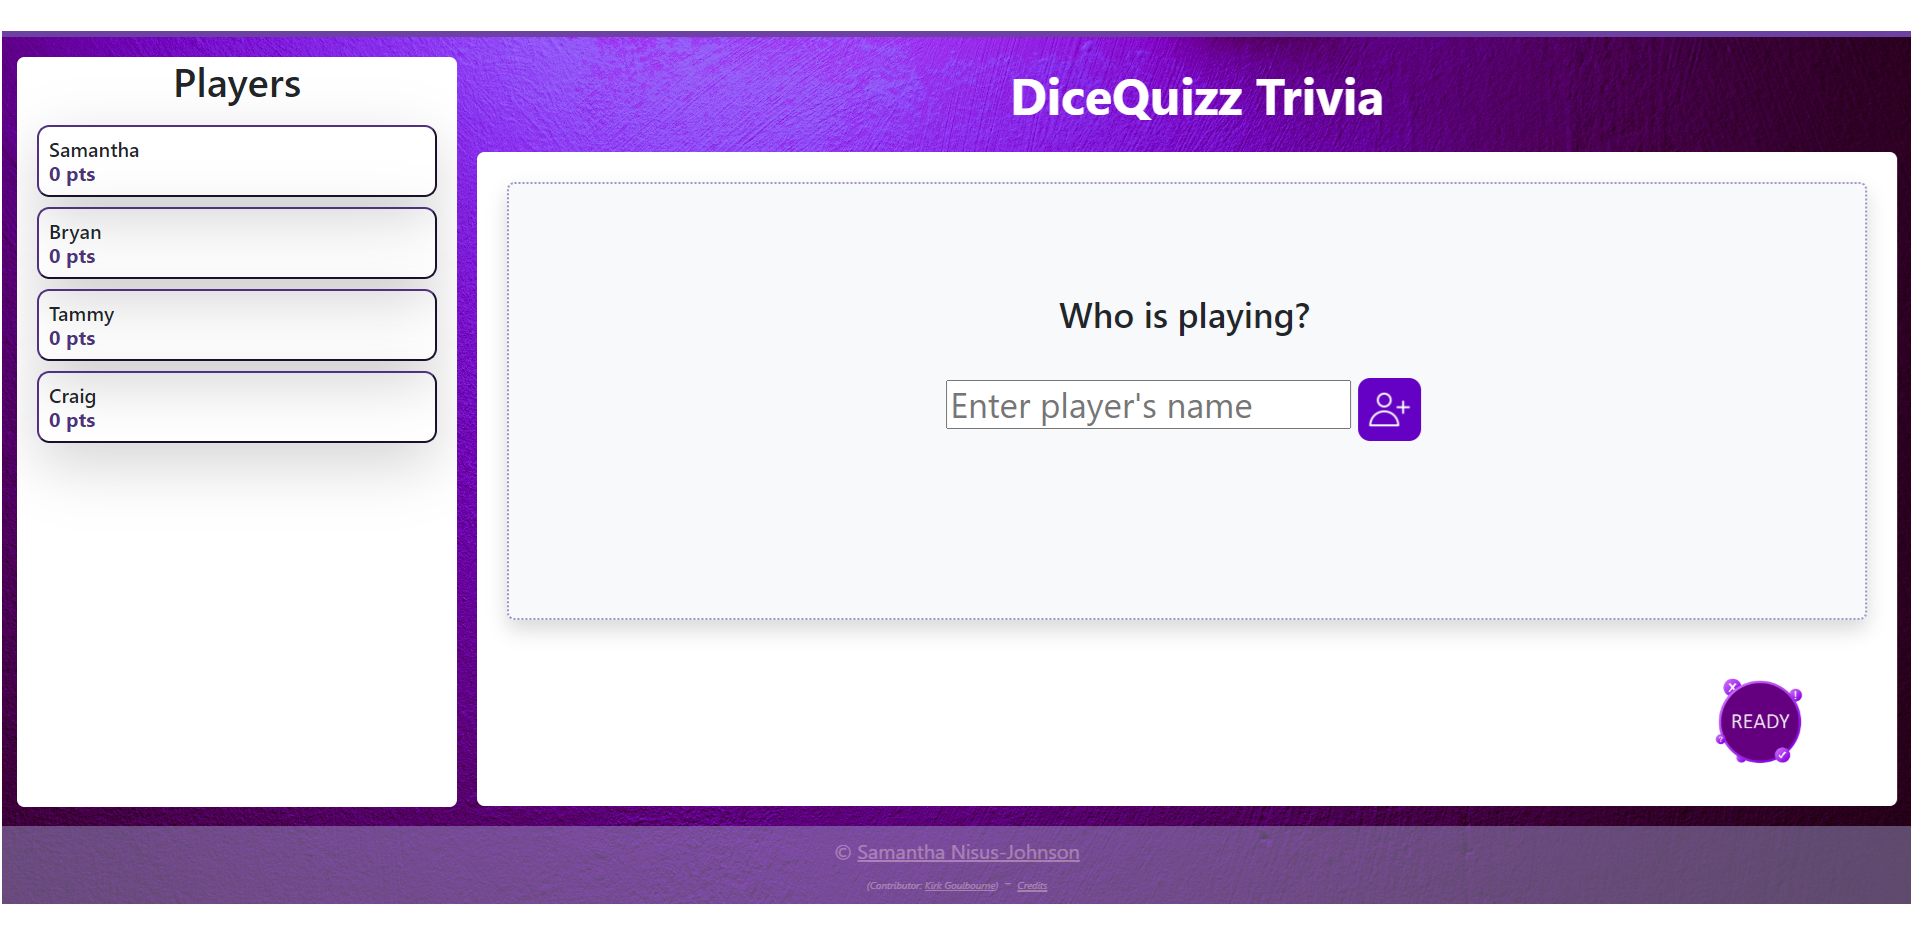 Players
Samantha
0 pts
Bryan
0 pts
Tammy
0 pts
Craig
0 pts
DiceQuizz Trivia
Who is playing?
Enter player's name
READY
© Samantha Nisus-Johnson
(Contributor: Kirk Goulbourne) ~ Credits